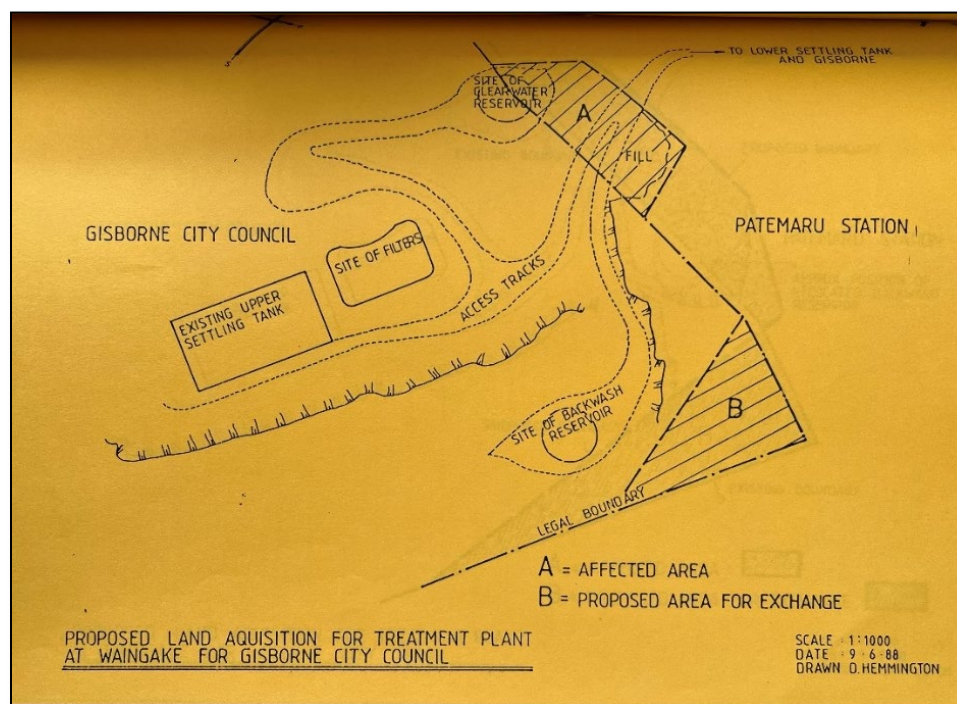 TO LOWER SETTLING TANK
AND GISBORNE
SITE OF
CLEARWATER
RESERVOIR
A
FILL
GISBORNE CITY COUNCIL
PATEMARU STATION
SITE OF FILTERS
EXISTING UPPER
SETTLING TANK
ACCESS TRACKS
B
SITE OF BACKWASH
RESERVOIR
LEGAL BOUNDARY
A = AFFECTED AREA
B = PROPOSED AREA FOR EXCHANGE
PROPOSED LAND AQUISITION FOR TREATMENT PLANT
AT WAINGAKE FOR GISBORNE CITY COUNCIL
SCALE = 1:1000
DATE = 9·6·88
DRAWN D.HEMMINGTON